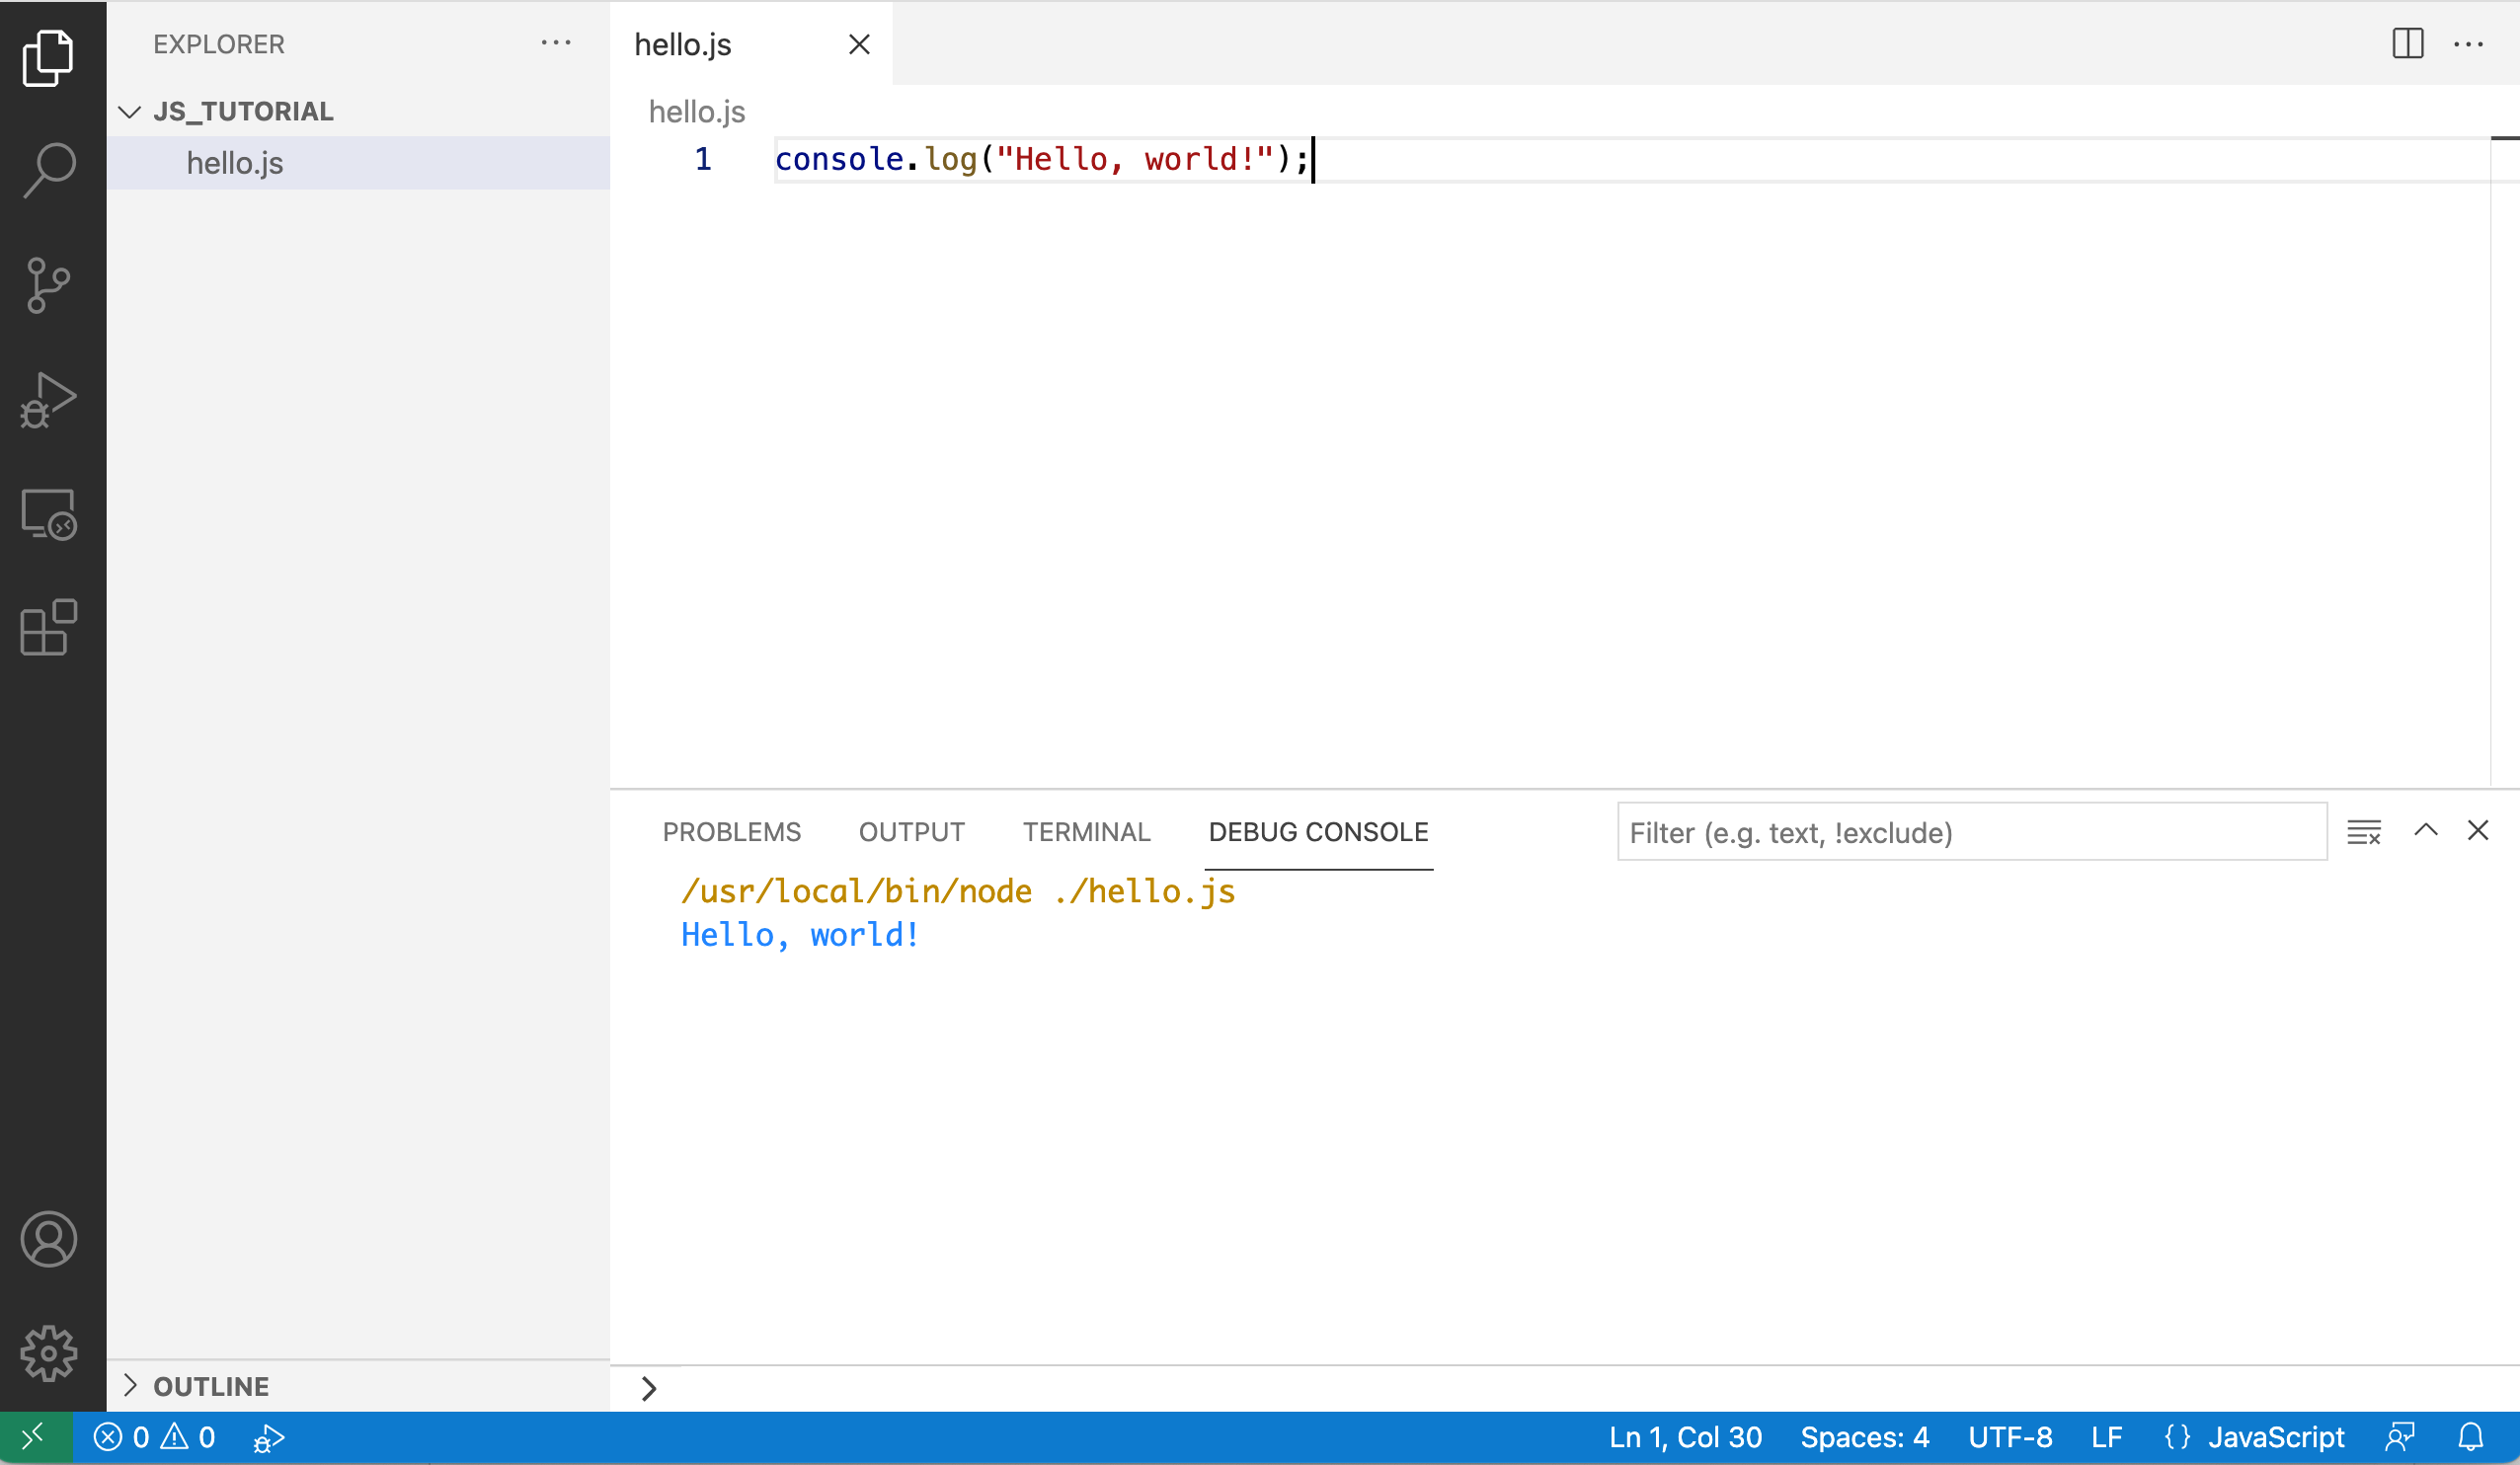 EXPLORER
JS_TUTORIAL
hello.js
OUTLINE
hello.js
hello.js
1 console.log("Hello, world!");
PROBLEMS OUTPUT TERMINAL DEBUG CONSOLE Filter (e.g. text, !exclude)
/usr/local/bin/node ./hello.js
Hello, world!
0 0 Ln 1, Col 30 Spaces: 4 UTF-8 LF {} JavaScript